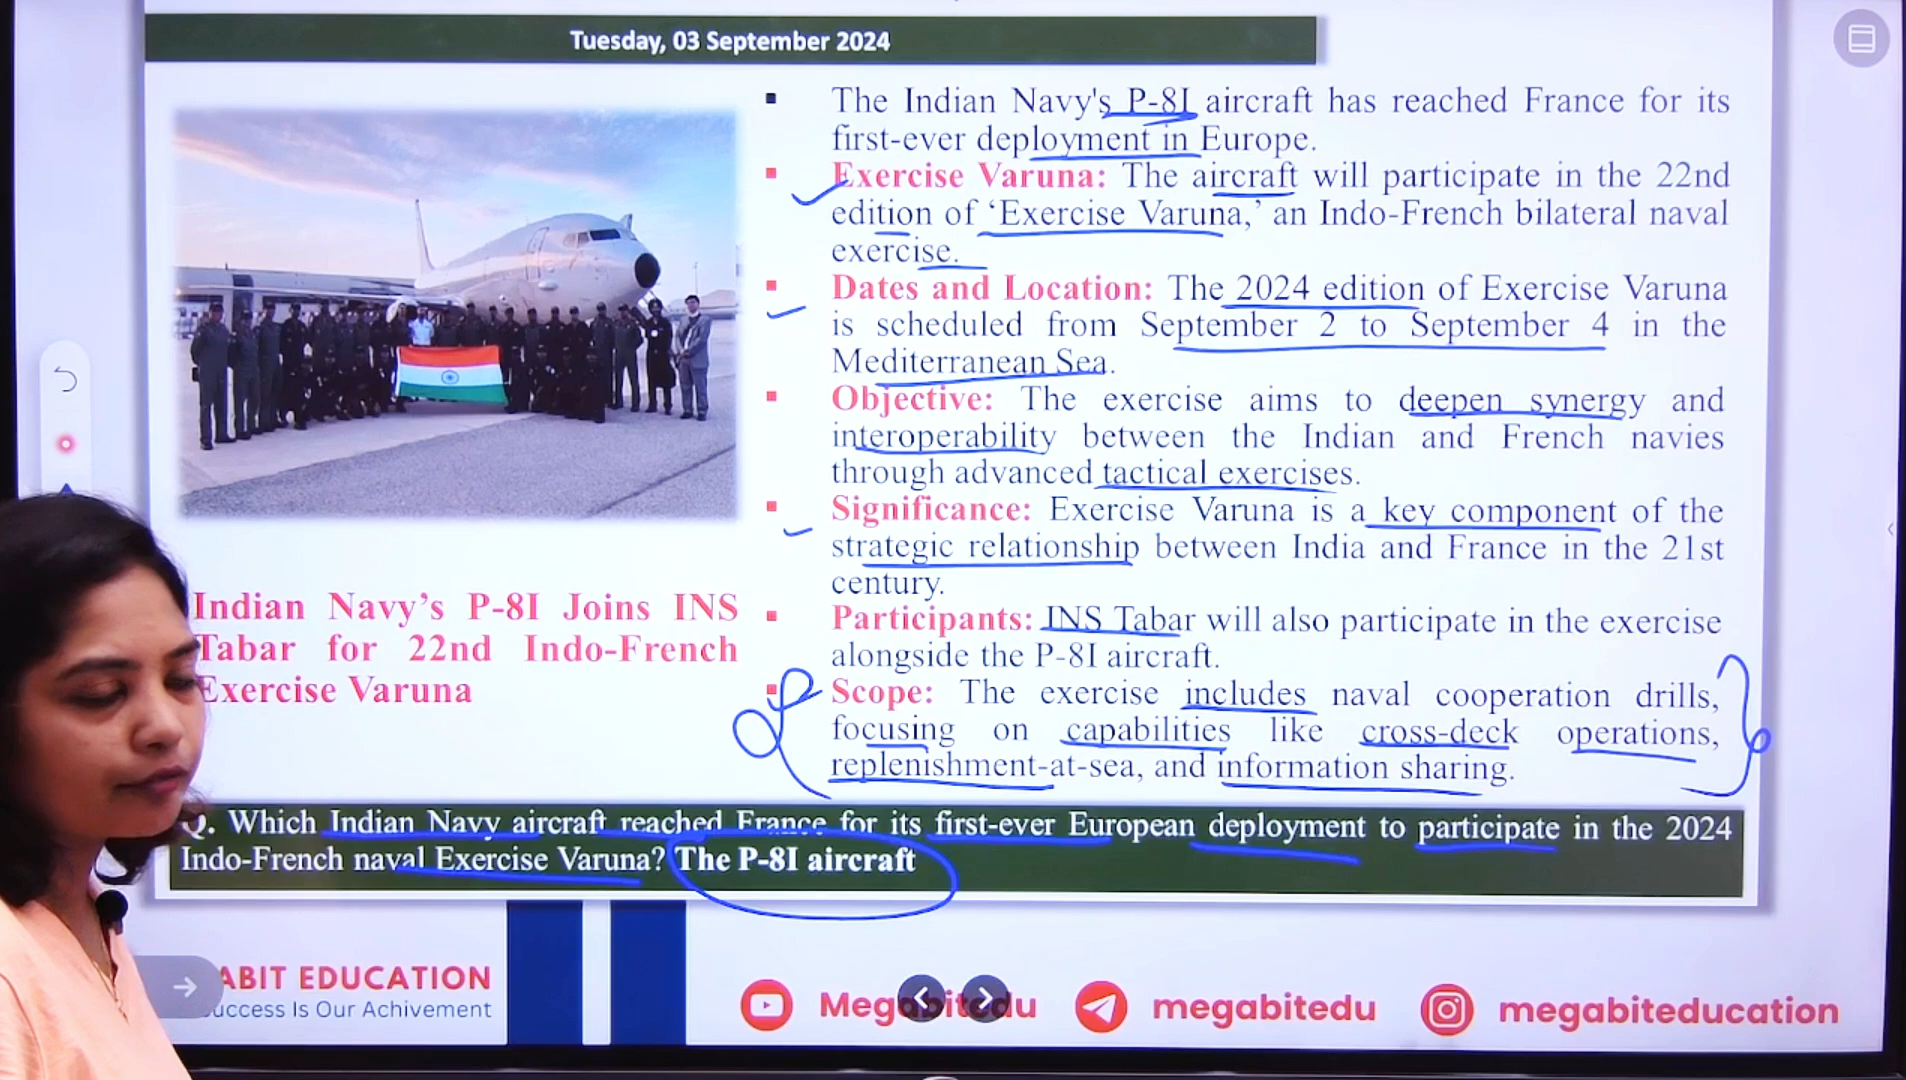 Tuesday, 03 September 2024
The Indian Navy's P-8I aircraft has reached France for its
first-ever deployment in Europe.
Exercise Varuna: The aircraft will participate in the 22nd
edition of ‘Exercise Varuna,’ an Indo-French bilateral naval
exercise.
Dates and Location: The 2024 edition of Exercise Varuna
is scheduled from September 2 to September 4 in the
Mediterranean Sea.
Objective: The exercise aims to deepen synergy and
interoperability between the Indian and French navies
through advanced tactical exercises.
Significance: Exercise Varuna is a key component of the
strategic relationship between India and France in the 21st
century.
Participants: INS Tabar will also participate in the exercise
alongside the P-8I aircraft.
Scope: The exercise includes naval cooperation drills,
focusing on capabilities like cross-deck operations,
replenishment-at-sea, and information sharing.
Indian Navy’s P-8I Joins INS
Tabar for 22nd Indo-French
Exercise Varuna
Q. Which Indian Navy aircraft reached France for its first-ever European deployment to participate in the 2024
Indo-French naval Exercise Varuna? The P-8I aircraft
ABIT EDUCATION
uccess Is Our Achivement
megabitedu
megabiteducation